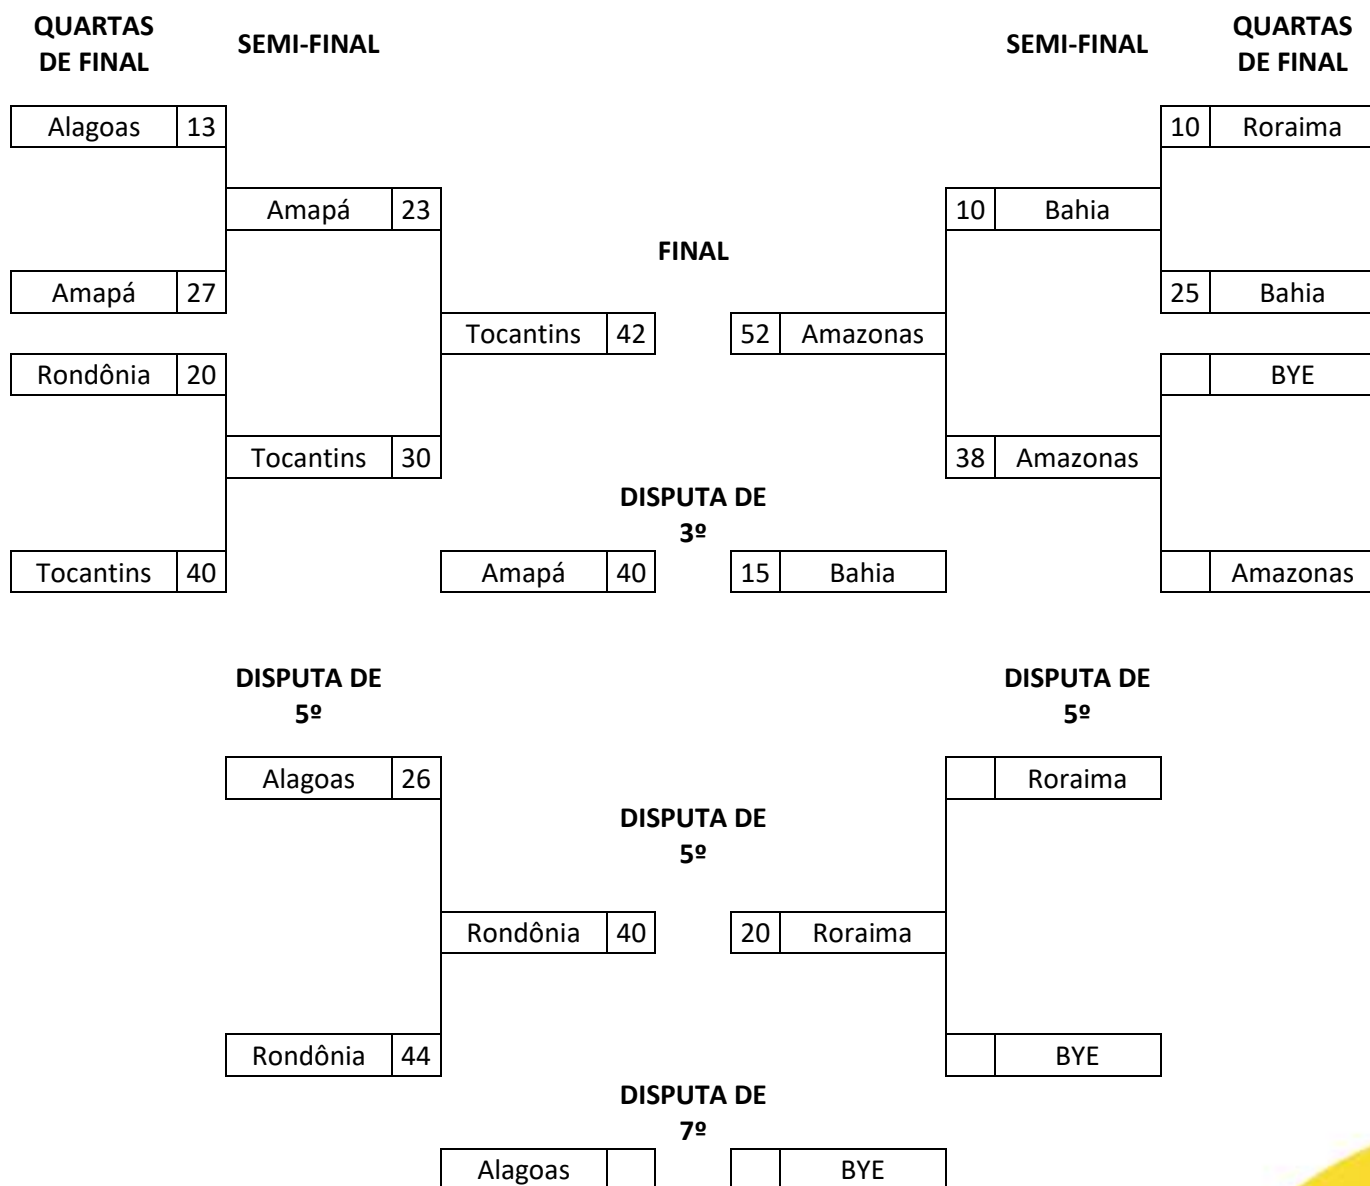 QUARTAS
DE FINAL
SEMI-FINAL
SEMI-FINAL
QUARTAS
DE FINAL
Alagoas 13
10 Roraima
Amapá 23
10 Bahia
FINAL
Amapá 27
25 Bahia
Tocantins 42
52 Amazonas
Rondônia 20
BYE
Tocantins 30
38 Amazonas
DISPUTA DE
3º
Tocantins 40
Amapá 40
15 Bahia
Amazonas
DISPUTA DE
5º
DISPUTA DE
5º
Alagoas 26
Roraima
DISPUTA DE
5º
Rondônia 40
20 Roraima
Rondônia 44
BYE
DISPUTA DE
7º
Alagoas
BYE